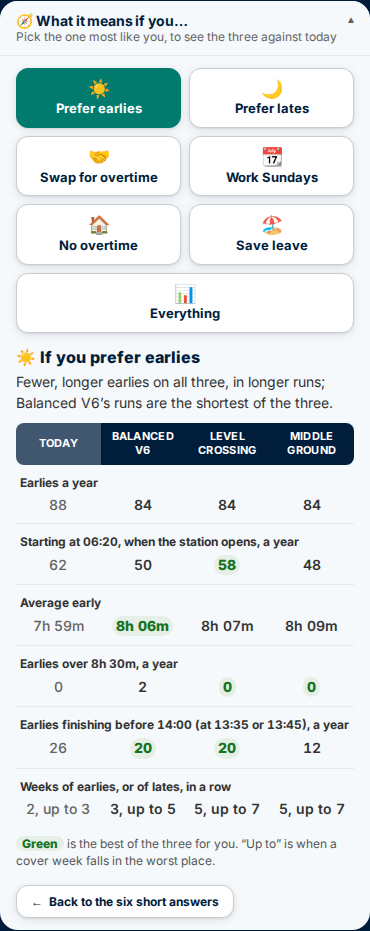 🧭 What it means if you…
Pick the one most like you, to see the three against today
Prefer earlies
Prefer lates
Swap for overtime
Work Sundays
No overtime
Save leave
Everything
☀️ If you prefer earlies
Fewer, longer earlies on all three, in longer runs;
Balanced V6’s runs are the shortest of the three.
TODAY BALANCED V6 LEVEL CROSSING MIDDLE GROUND
Earlies a year
88 84 84 84
Starting at 06:20, when the station opens, a year
62 50 58 48
Average early
7h 59m 8h 06m 8h 07m 8h 09m
Earlies over 8h 30m, a year
0 2 0 0
Earlies finishing before 14:00 (at 13:35 or 13:45), a year
26 20 20 12
Weeks of earlies, or of lates, in a row
2, up to 3 3, up to 5 5, up to 7 5, up to 7
Green is the best of the three for you. “Up to” is when a
cover week falls in the worst place.
← Back to the six short answers